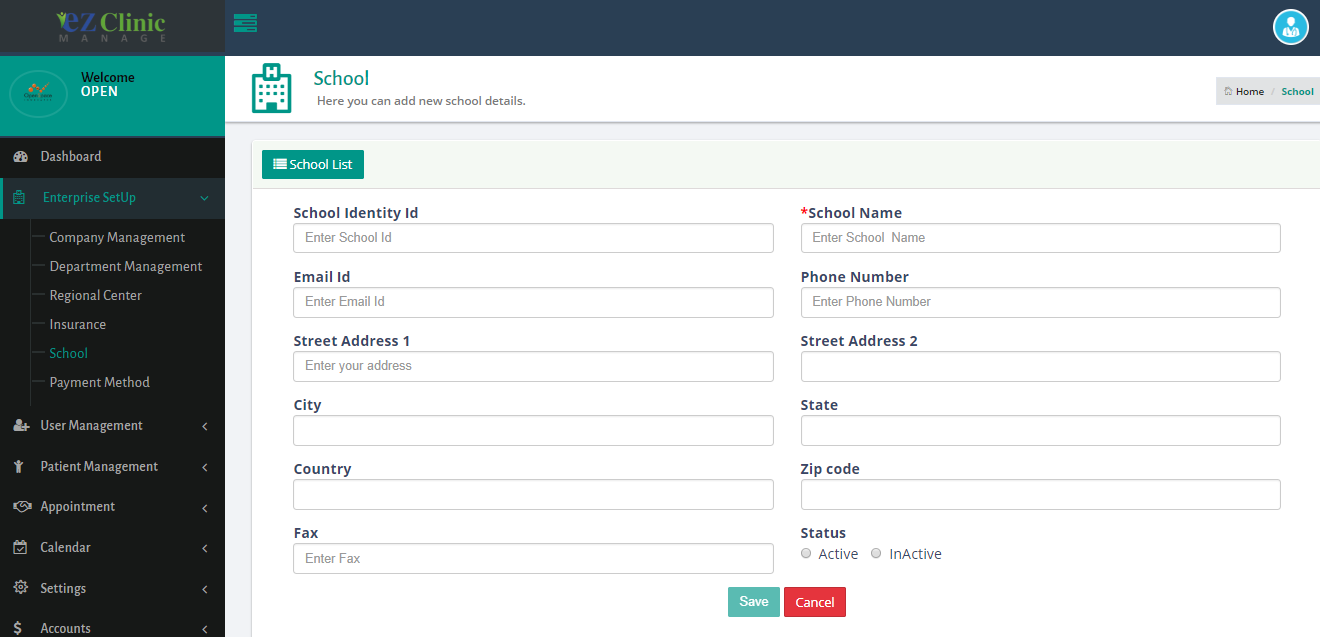 ez Clinic
MANAGE
Welcome
OPEN
School
Here you can add new school details.
Home / School
Dashboard
Enterprise SetUp
Company Management
Department Management
Regional Center
Insurance
School
Payment Method
User Management
Patient Management
Appointment
Calendar
Settings
Accounts
School List
School Identity Id
Enter School Id
*School Name
Enter School Name
Email Id
Enter Email Id
Phone Number
Enter Phone Number
Street Address 1
Enter your address
Street Address 2
City
State
Country
Zip code
Fax
Enter Fax
Status
Active InActive
Save Cancel